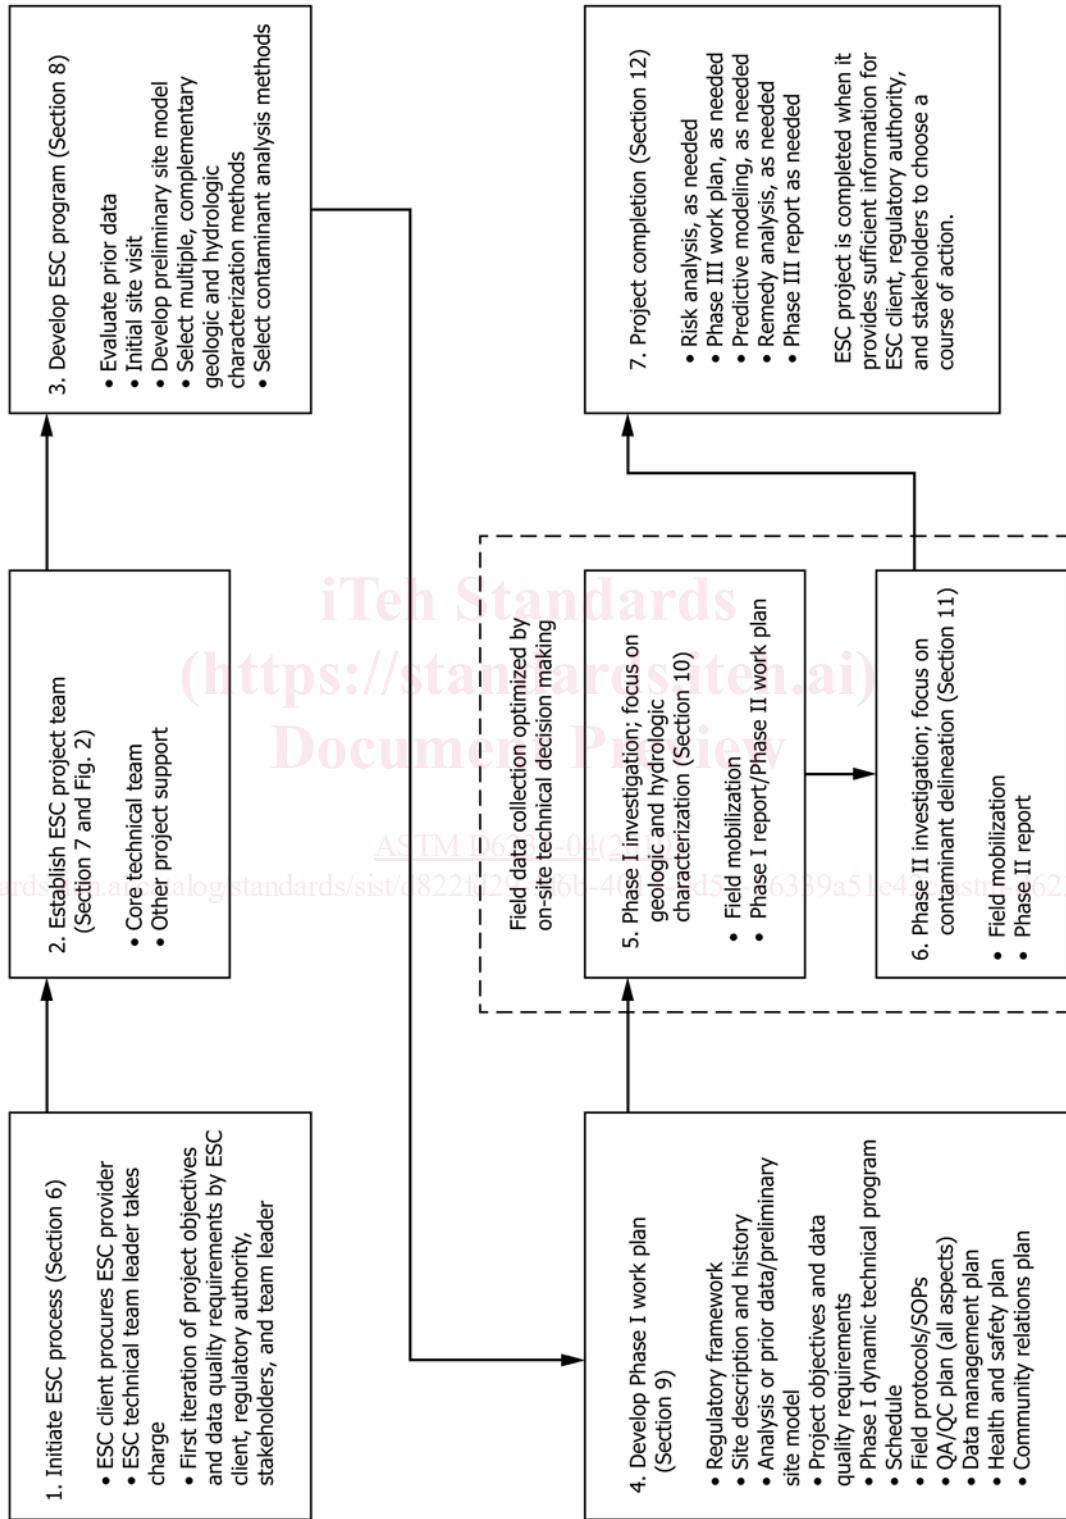 1. Initiate ESC process (Section 6)
• ESC client procures ESC provider
• ESC technical team leader takes
charge
• First iteration of project objectives
and data quality requirements by ESC
client, regulatory authority,
stakeholders, and team leader
2. Establish ESC project team
(Section 7 and Fig. 2)
• Core technical team
• Other project support
3. Develop ESC program (Section 8)
• Evaluate prior data
• Initial site visit
• Develop preliminary site model
• Select multiple, complementary
geologic and hydrologic
characterization methods
• Select contaminant analysis methods
4. Develop Phase I work plan
(Section 9)
• Regulatory framework
• Site description and history
• Analysis or prior data/preliminary
site model
• Project objectives and data
quality requirements
• Phase I dynamic technical program
• Schedule
• Field protocols/SOPs
• QA/QC plan (all aspects)
• Data management plan
• Health and safety plan
• Community relations plan
Field data collection optimized by
on-site technical decision making
5. Phase I investigation; focus on
geologic and hydrologic
characterization (Section 10)
• Field mobilization
• Phase I report/Phase II work plan
6. Phase II investigation; focus on
contaminant delineation (Section 11)
• Field mobilization
• Phase II report
7. Project completion (Section 12)
• Risk analysis, as needed
• Phase III work plan, as needed
• Predictive modeling, as needed
• Remedy analysis, as needed
• Phase III report as needed
ESC project is completed when it
provides sufficient information for
ESC client, regulatory authority,
and stakeholders to choose a
course of action.
iTeh Standards
(https://standards.iteh.ai)
Document Preview